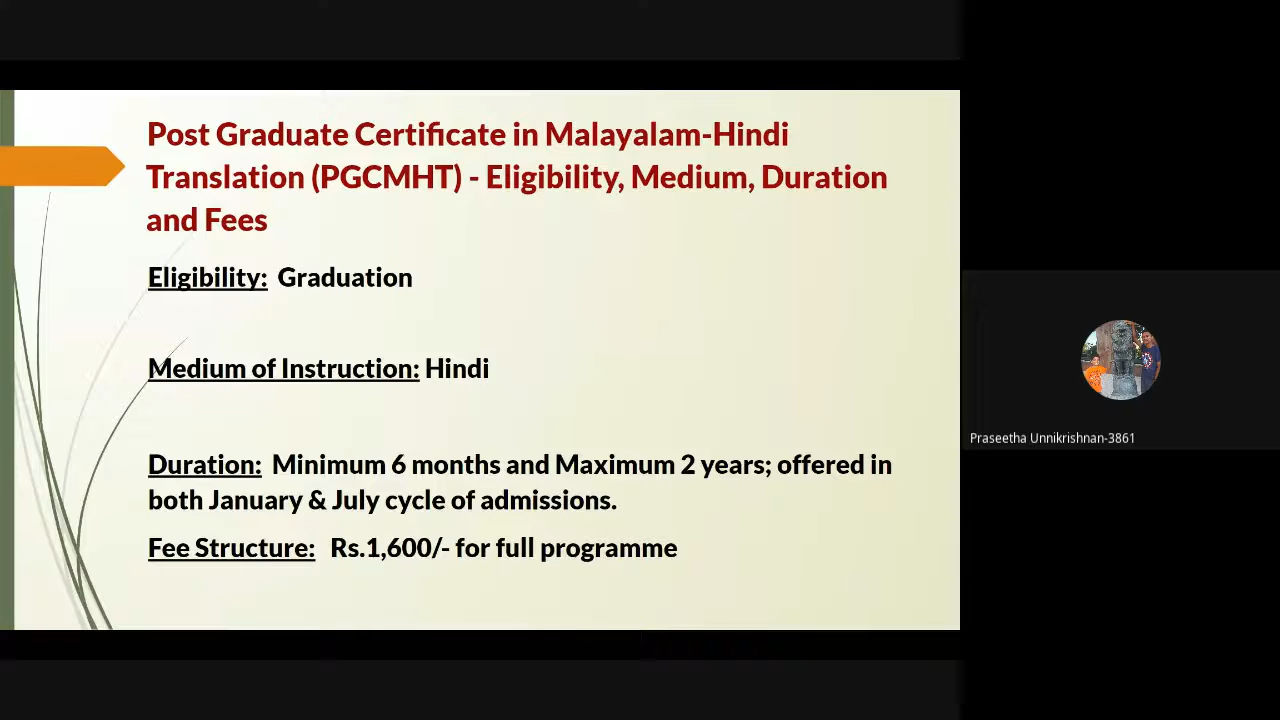 Post Graduate Certificate in Malayalam-Hindi
Translation (PGCMHT) - Eligibility, Medium, Duration
and Fees
Eligibility: Graduation
Medium of Instruction: Hindi
Duration: Minimum 6 months and Maximum 2 years; offered in
both January & July cycle of admissions.
Fee Structure: Rs.1,600/- for full programme
Praseetha Unnikrishnan-3861